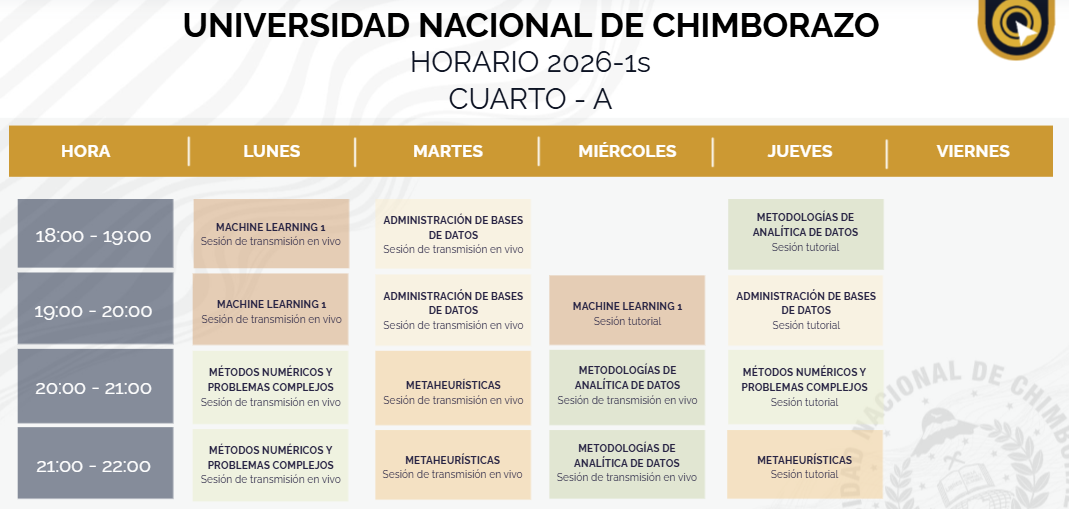 UNIVERSIDAD NACIONAL DE CHIMBORAZO
HORARIO 2026-1s
CUARTO - A
HORA LUNES MARTES MIÉRCOLES JUEVES VIERNES
18:00 - 19:00
MACHINE LEARNING 1
Sesión de transmisión en vivo
ADMINISTRACIÓN DE BASES
DE DATOS
Sesión de transmisión en vivo
METODOLOGÍAS DE
ANALÍTICA DE DATOS
Sesión tutorial
19:00 - 20:00
MACHINE LEARNING 1
Sesión de transmisión en vivo
ADMINISTRACIÓN DE BASES
DE DATOS
Sesión de transmisión en vivo
MACHINE LEARNING 1
Sesión tutorial
ADMINISTRACIÓN DE BASES
DE DATOS
Sesión tutorial
20:00 - 21:00
MÉTODOS NUMÉRICOS Y
PROBLEMAS COMPLEJOS
Sesión de transmisión en vivo
METAHEURÍSTICAS
Sesión de transmisión en vivo
METODOLOGÍAS DE
ANALÍTICA DE DATOS
Sesión de transmisión en vivo
MÉTODOS NUMÉRICOS Y
PROBLEMAS COMPLEJOS
Sesión tutorial
21:00 - 22:00
MÉTODOS NUMÉRICOS Y
PROBLEMAS COMPLEJOS
Sesión de transmisión en vivo
METAHEURÍSTICAS
Sesión de transmisión en vivo
METODOLOGÍAS DE
ANALÍTICA DE DATOS
Sesión de transmisión en vivo
METAHEURÍSTICAS
Sesión tutorial
NACIONAL DE